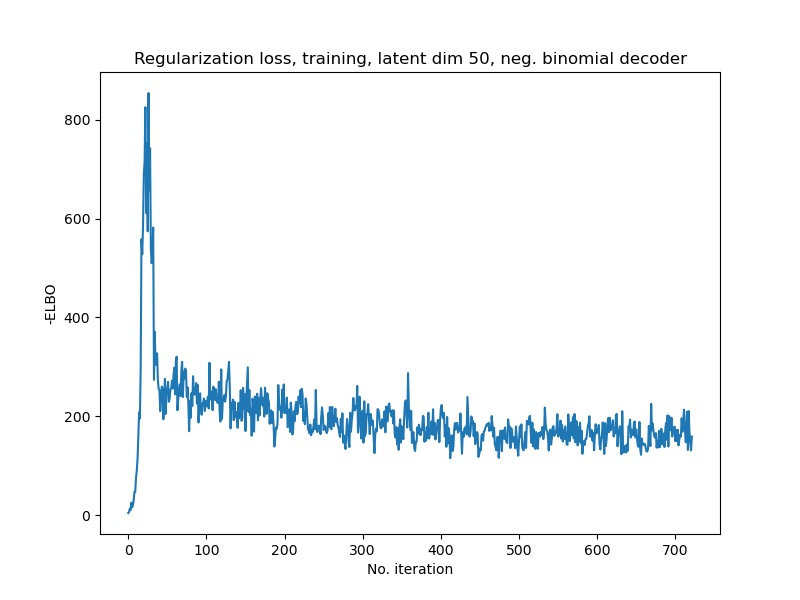 Regularization loss, training, latent dim 50, neg. binomial decoder
800
600
400
200
0
-ELBO
0 100 200 300 400 500 600 700
No. iteration